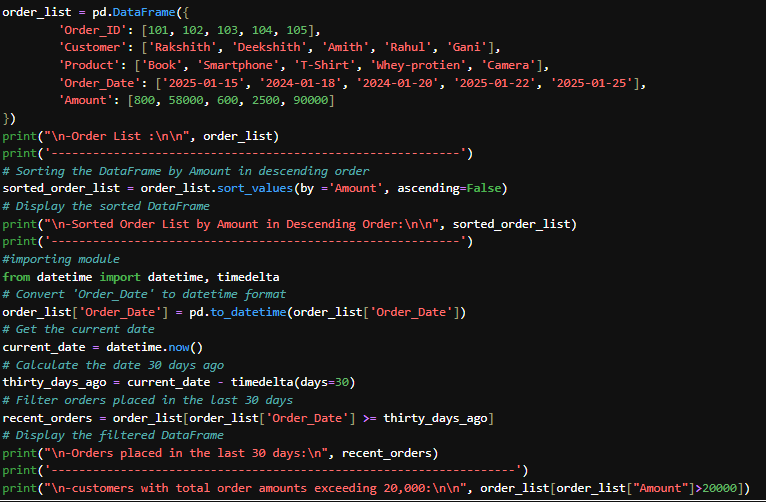 order_list = pd.DataFrame({
        'Order_ID': [101, 102, 103, 104, 105],
        'Customer': ['Rakshith', 'Deekshith', 'Amith', 'Rahul', 'Gani'],
        'Product': ['Book', 'Smartphone', 'T-Shirt', 'Whey-protien', 'Camera'],
        'Order_Date': ['2025-01-15', '2024-01-18', '2024-01-20', '2025-01-22', '2025-01-25'],
        'Amount': [800, 58000, 600, 2500, 90000]
})
print("\n-Order List :\n\n", order_list)
print('-------------------------------------------------------')
# Sorting the DataFrame by Amount in descending order
sorted_order_list = order_list.sort_values(by ='Amount', ascending=False)
# Display the sorted DataFrame
print("\n-Sorted Order List by Amount in Descending Order:\n\n", sorted_order_list)
print('-------------------------------------------------------')
#importing module
from datetime import datetime, timedelta
# Convert 'Order_Date' to datetime format
order_list['Order_Date'] = pd.to_datetime(order_list['Order_Date'])
# Get the current date
current_date = datetime.now()
# Calculate the date 30 days ago
thirty_days_ago = current_date - timedelta(days=30)
# Filter orders placed in the last 30 days
recent_orders = order_list[order_list['Order_Date'] >= thirty_days_ago]
# Display the filtered DataFrame
print("\n-Orders placed in the last 30 days:\n", recent_orders)
print('--------------------------------------------------------------')
print("\n-customers with total order amounts exceeding 20,000:\n\n", order_list[order_list["Amount"]>20000])